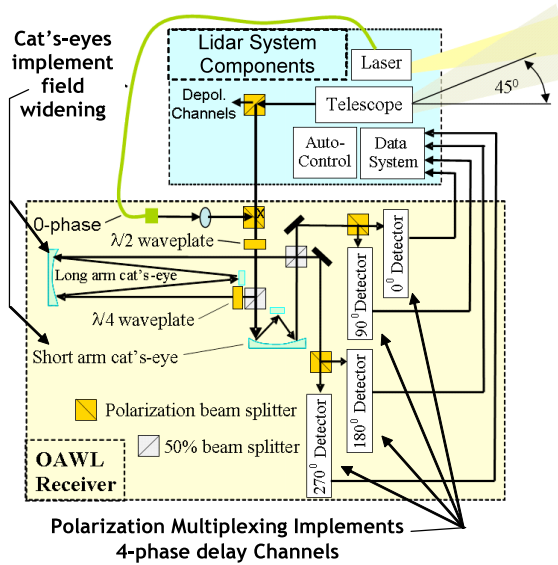 Cat's-eyes
implement
field
widening
Lidar System
Components
Laser
Depol.
Channels
Telescope
45⁰
Auto-
Control
Data
System
0-phase
λ/2 waveplate
Long arm cat's-eye
λ/4 waveplate
Short arm cat's-eye
0⁰ Detector
90⁰ Detector
180⁰ Detector
270⁰ Detector
Polarization beam splitter
50% beam splitter
OAWL
Receiver
Polarization Multiplexing Implements
4-phase delay Channels